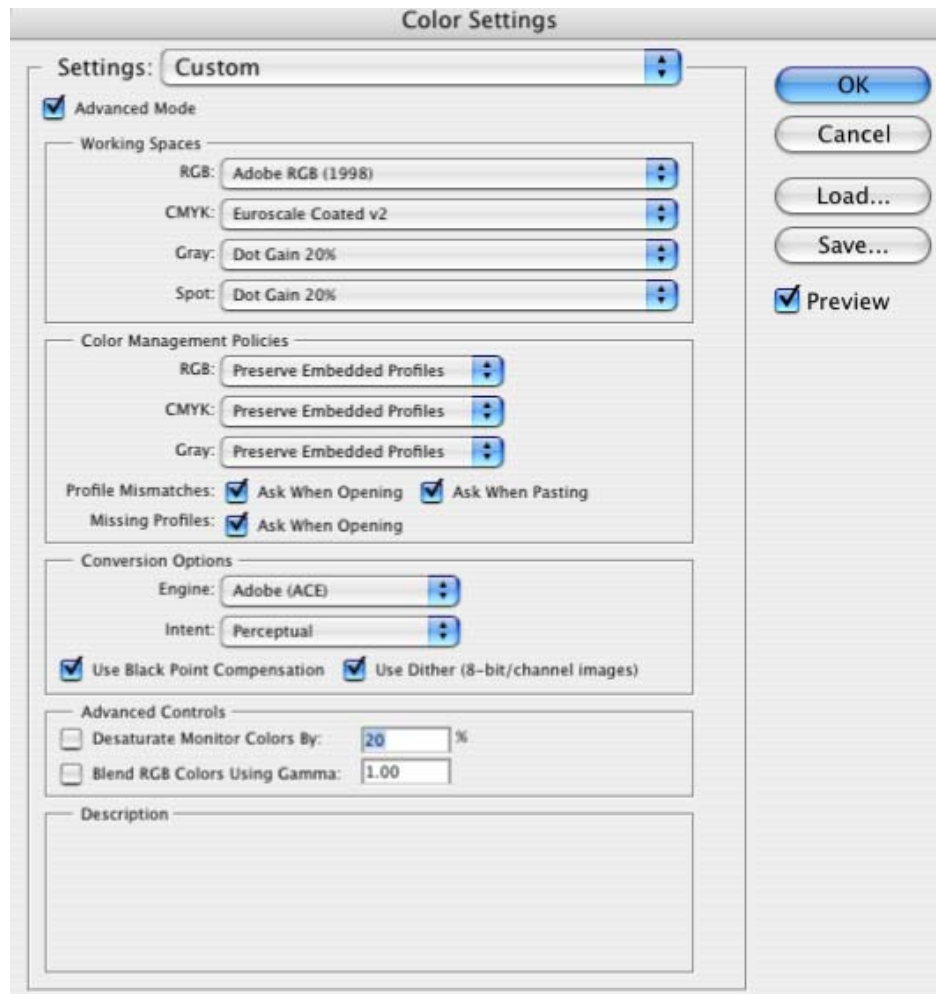 Color Settings
Settings: Custom
Advanced Mode
Working Spaces
RGB: Adobe RGB (1998)
CMYK: Euroscale Coated v2
Gray: Dot Gain 20%
Spot: Dot Gain 20%
Color Management Policies
RGB: Preserve Embedded Profiles
CMYK: Preserve Embedded Profiles
Gray: Preserve Embedded Profiles
Profile Mismatches: Ask When Opening Ask When Pasting
Missing Profiles: Ask When Opening
Conversion Options
Engine: Adobe (ACE)
Intent: Perceptual
Use Black Point Compensation Use Dither (8-bit/channel images)
Advanced Controls
Desaturate Monitor Colors By: 20 %
Blend RGB Colors Using Gamma: 1.00
Description
OK
Cancel
Load...
Save...
Preview